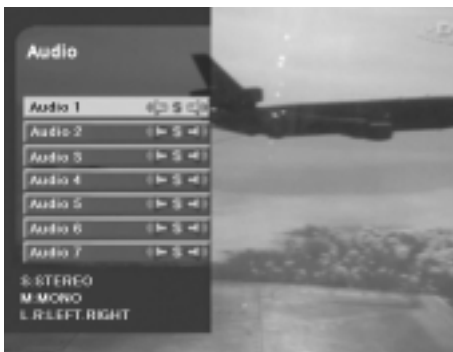 Audio
Audio 1 S
Audio 2 S
Audio 3 S
Audio 4 S
Audio 5 S
Audio 6 S
Audio 7 S
S:STEREO
M:MONO
L.R:LEFT.RIGHT